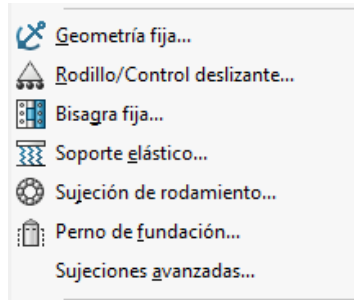 Geometría fija...
Rodillo/Control deslizante...
Bisagra fija...
Soporte elástico...
Sujeción de rodamiento...
Perno de fundación...
Sujeciones avanzadas...